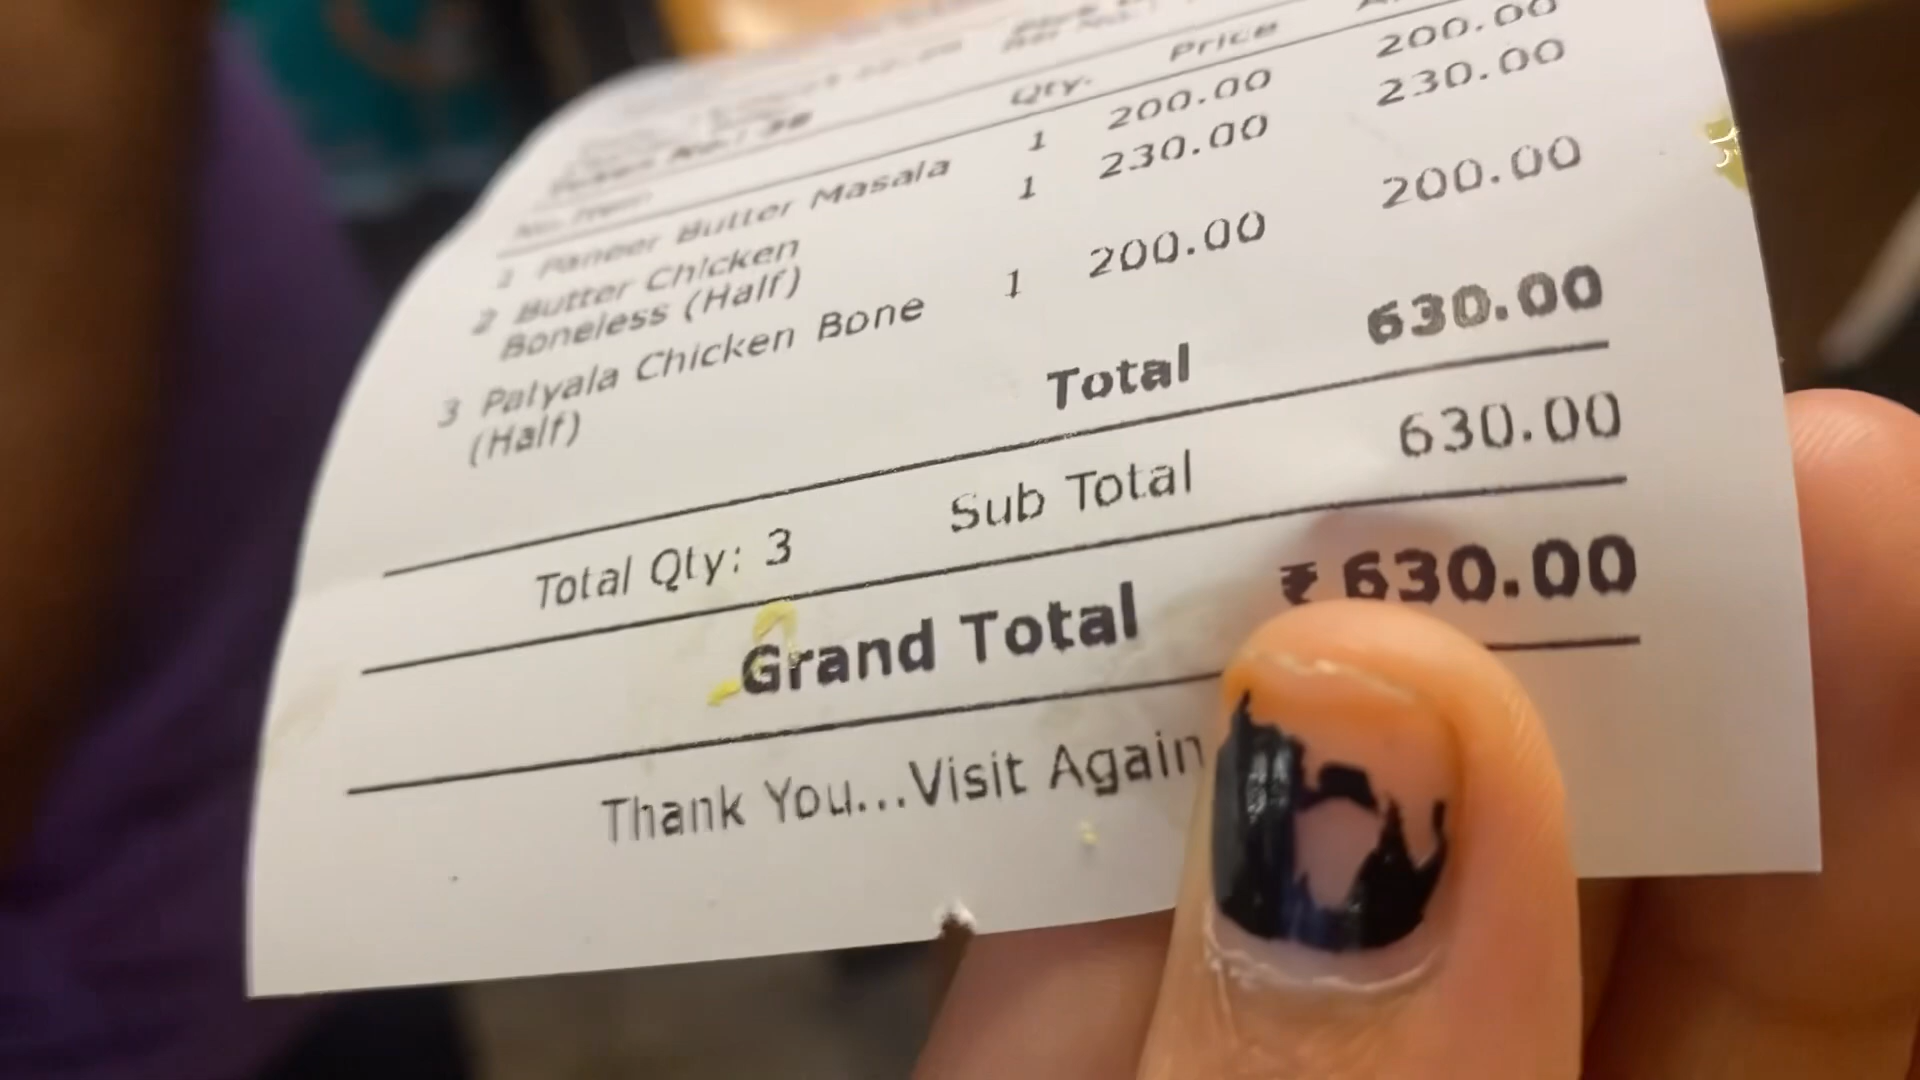 Qty. Price
1 Paneer Butter Masala 1 200.00 200.00
2 Butter Chicken 1 230.00 230.00
Boneless (Half)
3 Patyala Chicken Bone 1 200.00 200.00
(Half)
Total 630.00
Total Qty: 3 Sub Total 630.00
Grand Total ₹ 630.00
Thank You...Visit Again